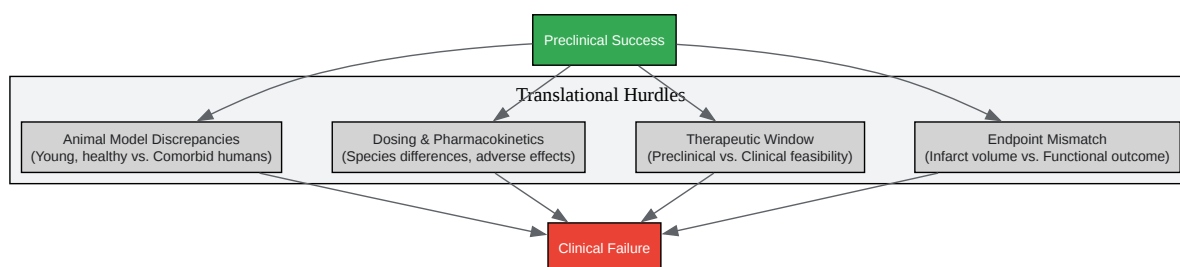 Preclinical Success
Translational Hurdles
Animal Model Discrepancies
(Young, healthy vs. Comorbid humans)
Dosing & Pharmacokinetics
(Species differences, adverse effects)
Therapeutic Window
(Preclinical vs. Clinical feasibility)
Endpoint Mismatch
(Infarct volume vs. Functional outcome)
Clinical Failure